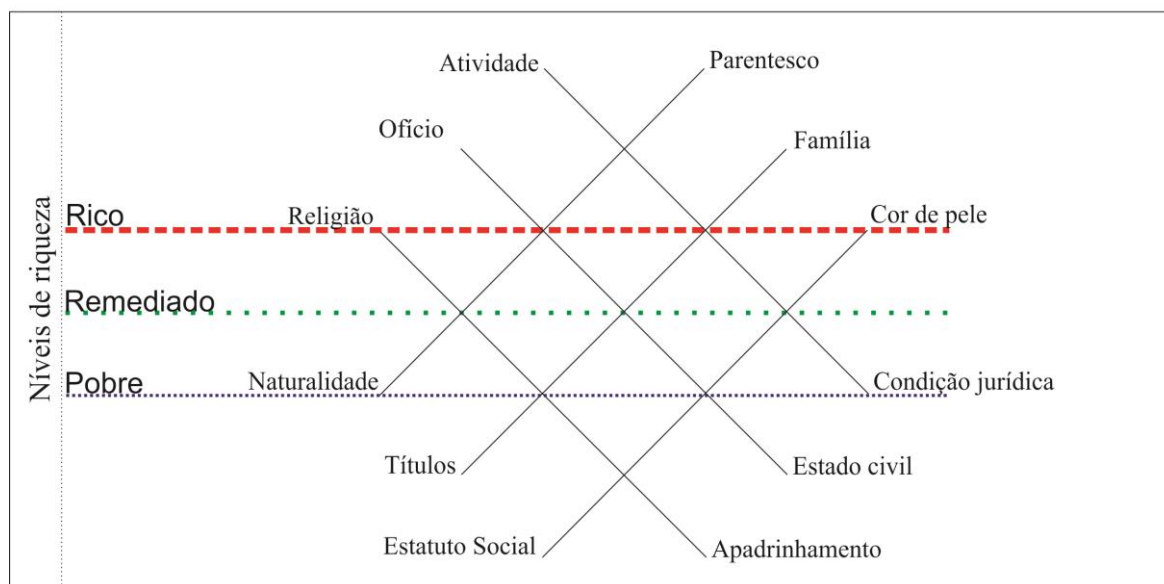 Níveis de riqueza
Atividade
Parentesco
Ofício
Família
Rico
Religião
Cor de pele
Remediado
Pobre
Naturalidade
Condição jurídica
Títulos
Estado civil
Estatuto Social
Apadrinhamento